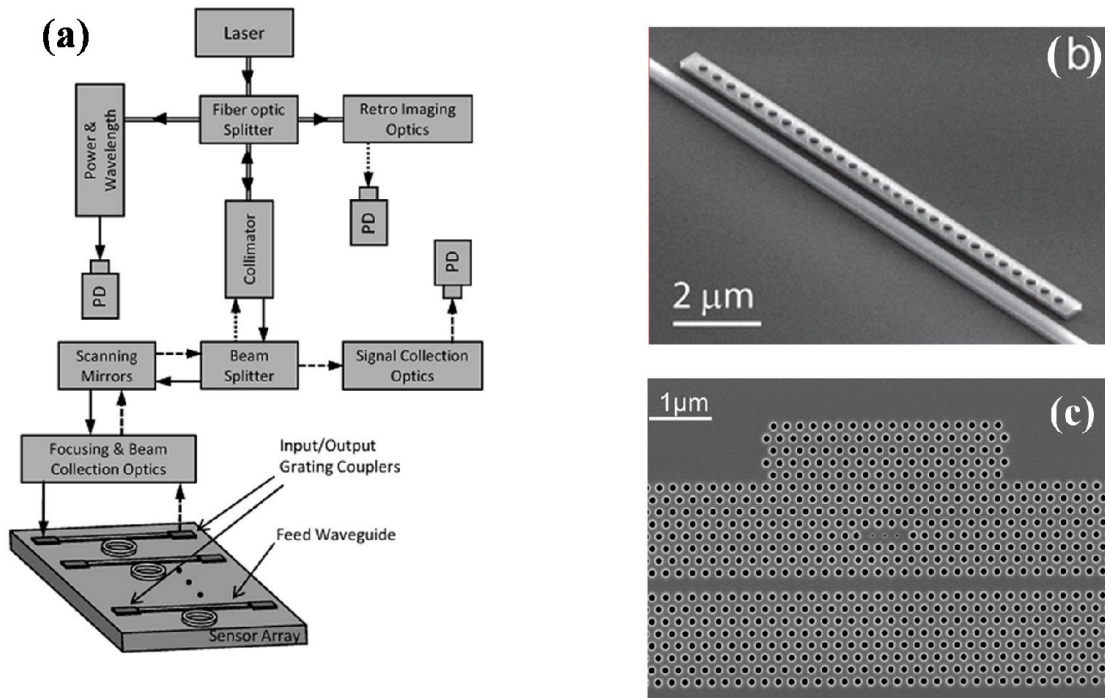 (a)
Laser
Power &
Wavelength
Fiber optic
Splitter
Retro Imaging
Optics
PD
PD
Collimator
PD
Scanning
Mirrors
Beam
Splitter
Signal Collection
Optics
Focusing & Beam
Collection Optics
Input/Output
Grating Couplers
Feed Waveguide
Sensor Array
(b)
2 μm
1μm
(c)